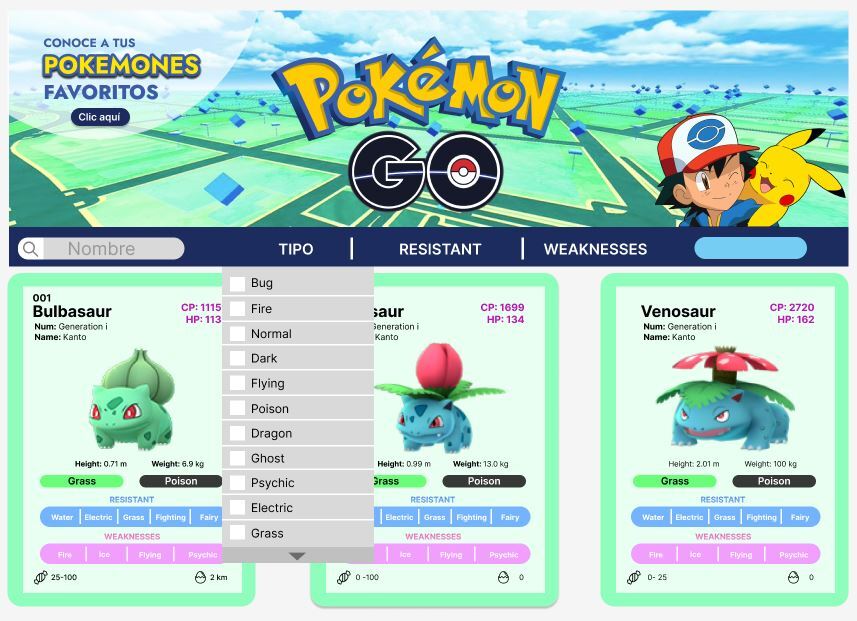 CONOCE A TUS
POKEMONES
FAVORITOS
Clic aquí
POKéMON
GO
Nombre
TIPO
RESISTANT
WEAKNESSES
Bug
Fire
Normal
Dark
Flying
Poison
Dragon
Ghost
Psychic
Electric
Grass
001
Bulbasaur
CP: 1115
HP: 113
Num: Generation i
Name: Kanto
Height: 0.71 m Weight: 6.9 kg
Grass Poison
RESISTANT
Water Electric Grass Fighting Fairy
WEAKNESSES
Fire Ice Flying Psychic
25-100 2 km
saur
CP: 1699
HP: 134
Generation i
Kanto
Height: 0.99 m Weight: 13.0 kg
Grass Poison
RESISTANT
Electric Grass Fighting Fairy
WEAKNESSES
Ice Flying Psychic
0 -100 0
Venosaur
CP: 2720
HP: 162
Num: Generation i
Name: Kanto
Height: 2.01 m Weight: 100 kg
Grass Poison
RESISTANT
Water Electric Grass Fighting Fairy
WEAKNESSES
Fire Ice Flying Psychic
0- 25 0